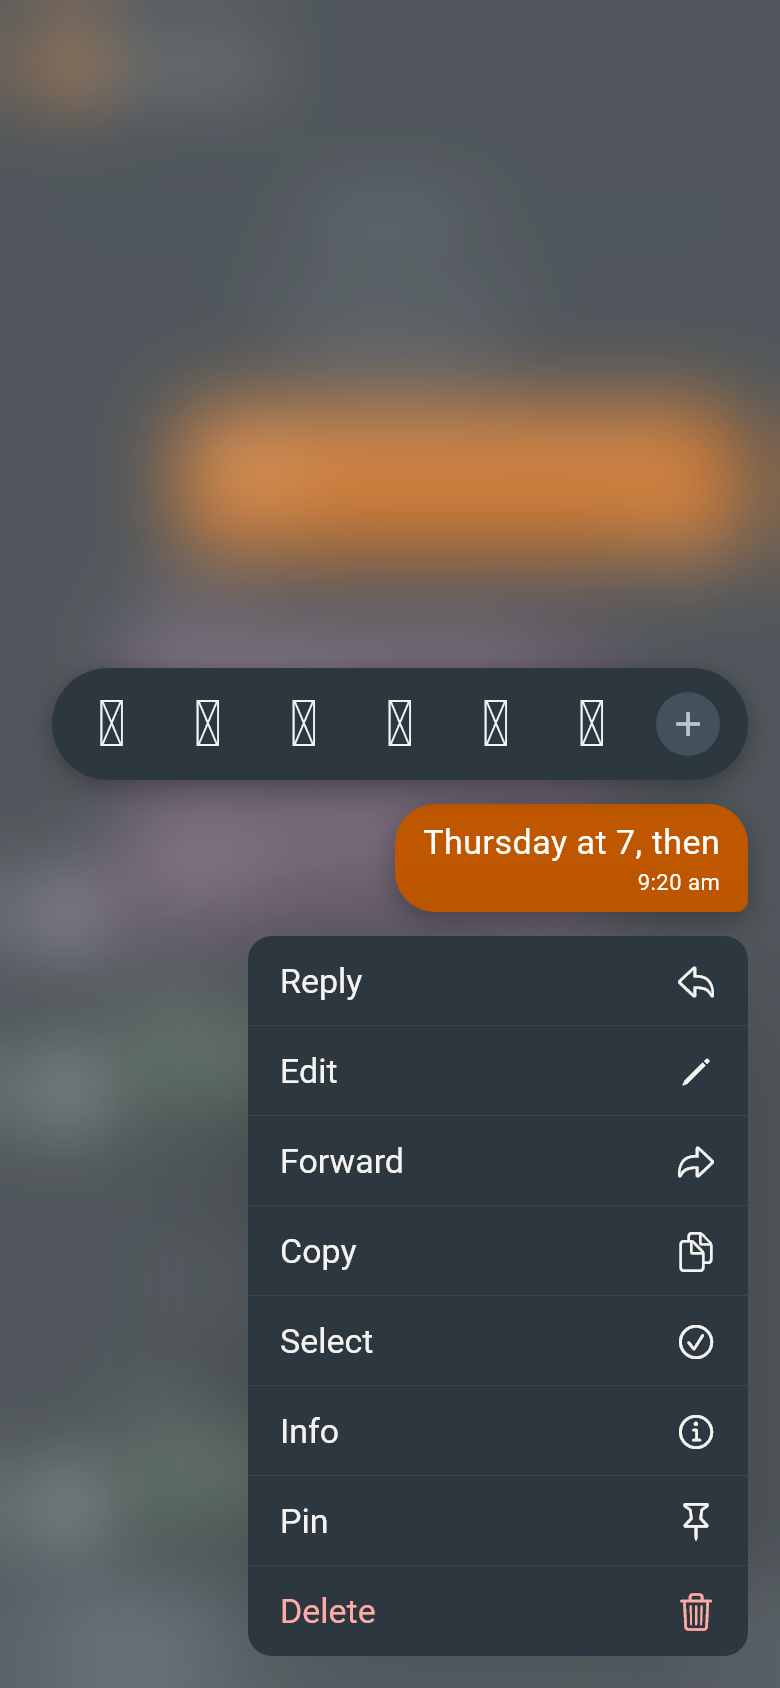 Thursday at 7, then
9:20 am
Reply
Edit
Forward
Copy
Select
Info
Pin
Delete